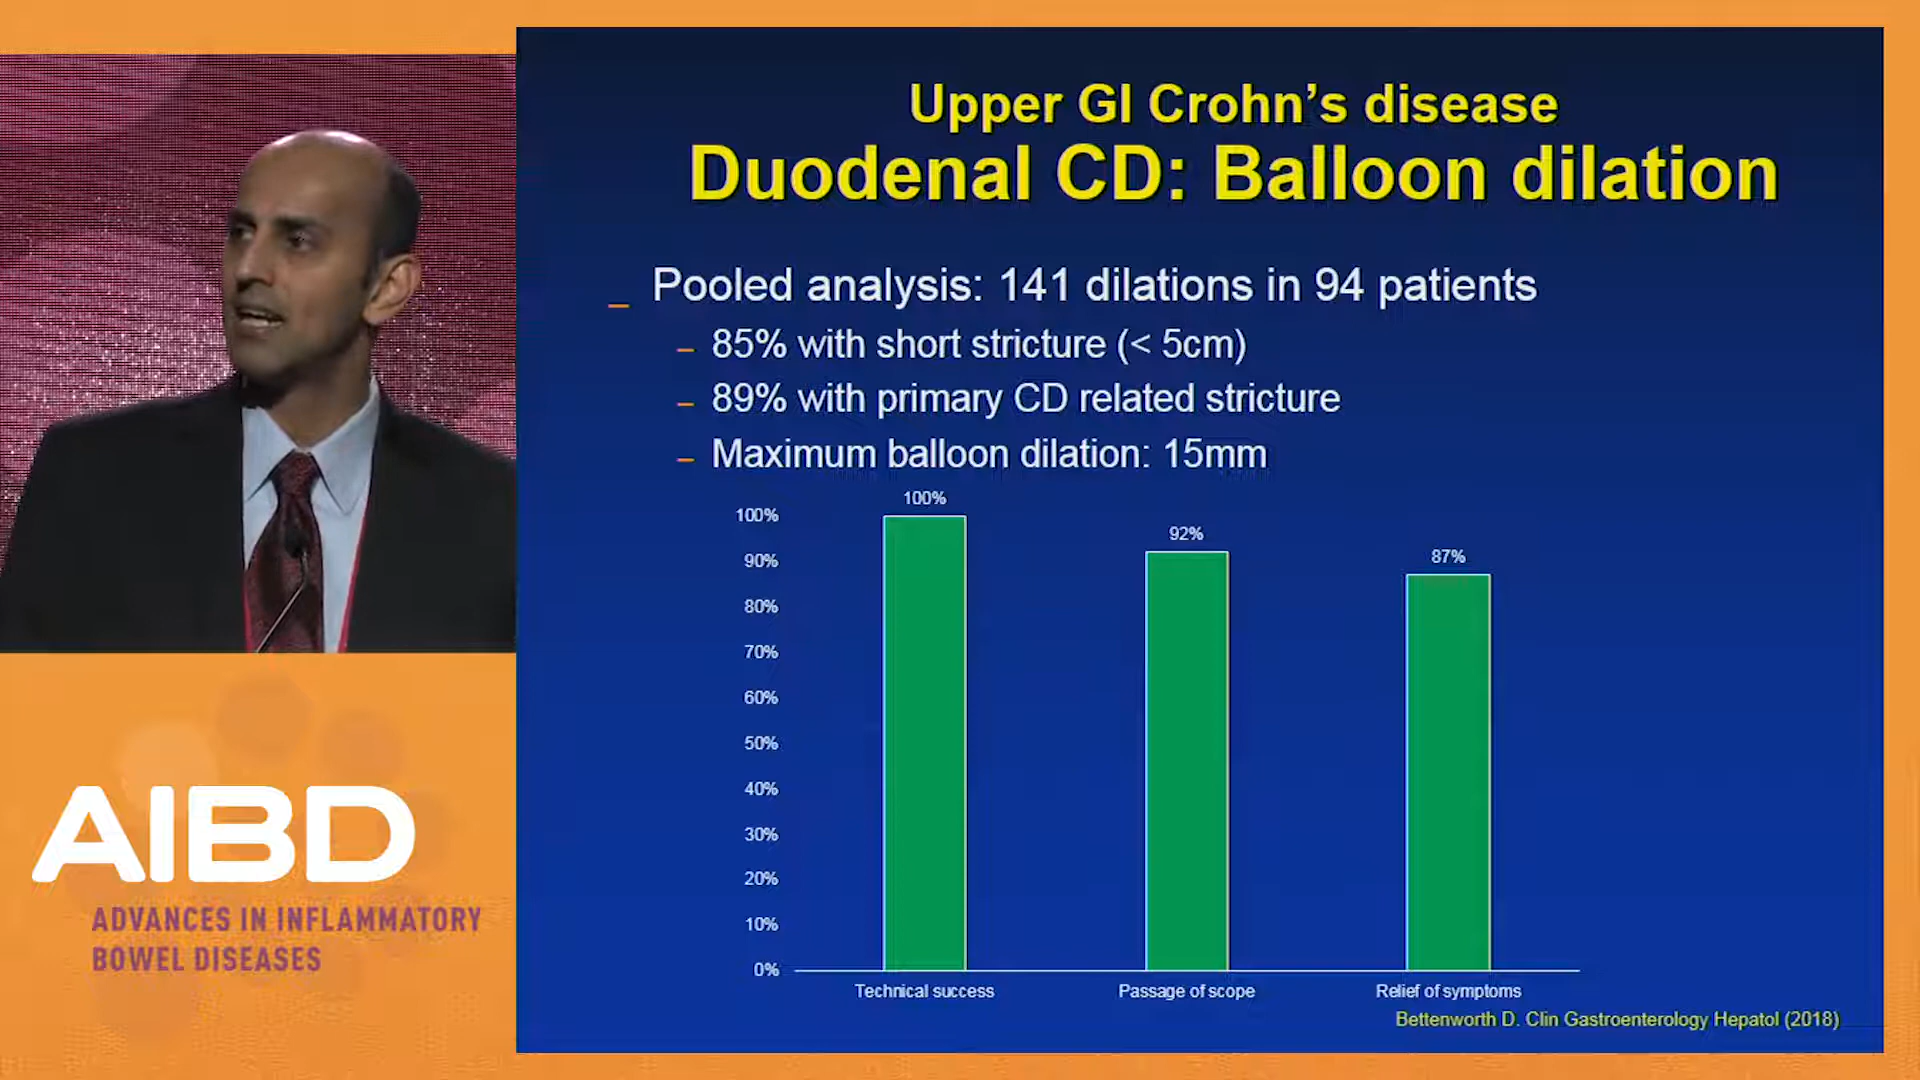 Upper GI Crohn’s disease
Duodenal CD: Balloon dilation
_ Pooled analysis: 141 dilations in 94 patients
– 85% with short stricture (< 5cm)
– 89% with primary CD related stricture
– Maximum balloon dilation: 15mm
100%
92%
87%
100%
90%
80%
70%
60%
50%
40%
30%
20%
10%
0%
Technical success
Passage of scope
Relief of symptoms
Bettenworth D. Clin Gastroenterology Hepatol (2018)
AIBD
ADVANCES IN INFLAMMATORY
BOWEL DISEASES